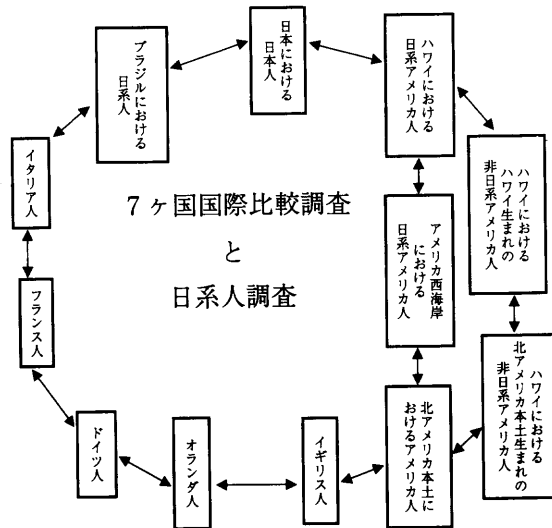 7ヶ国国際比較調査
と
日系人調査
日本における
日本人
ハワイにおける
日系アメリカ人
ハワイにおける
ハワイ生まれの
非日系アメリカ人
アメリカ西海岸
における
日系アメリカ人
ハワイにおける
北アメリカ本土生まれの
非日系アメリカ人
北アメリカ本土に
おけるアメリカ人
イギリス人
オランダ人
ドイツ人
フランス人
イタリア人
ブラジルにおける
日系人